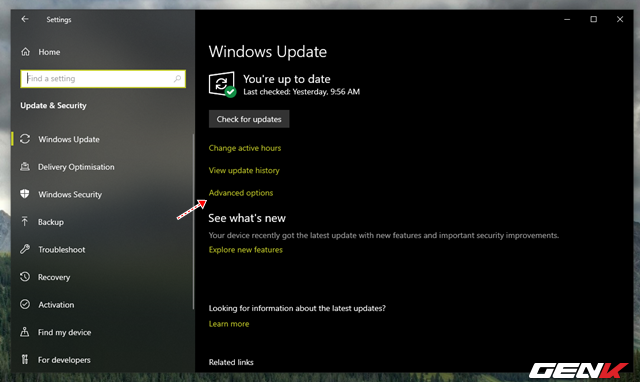 Settings
Home
Find a setting
Update & Security
Windows Update
Delivery Optimisation
Windows Security
Backup
Troubleshoot
Recovery
Activation
Find my device
For developers
Windows Update
You're up to date
Last checked: Yesterday, 9:56 AM
Check for updates
Change active hours
View update history
Advanced options
See what's new
Your device recently got the latest update with new features and important security improvements.
Explore new features
Looking for information about the latest updates?
Learn more
Related links
GENK